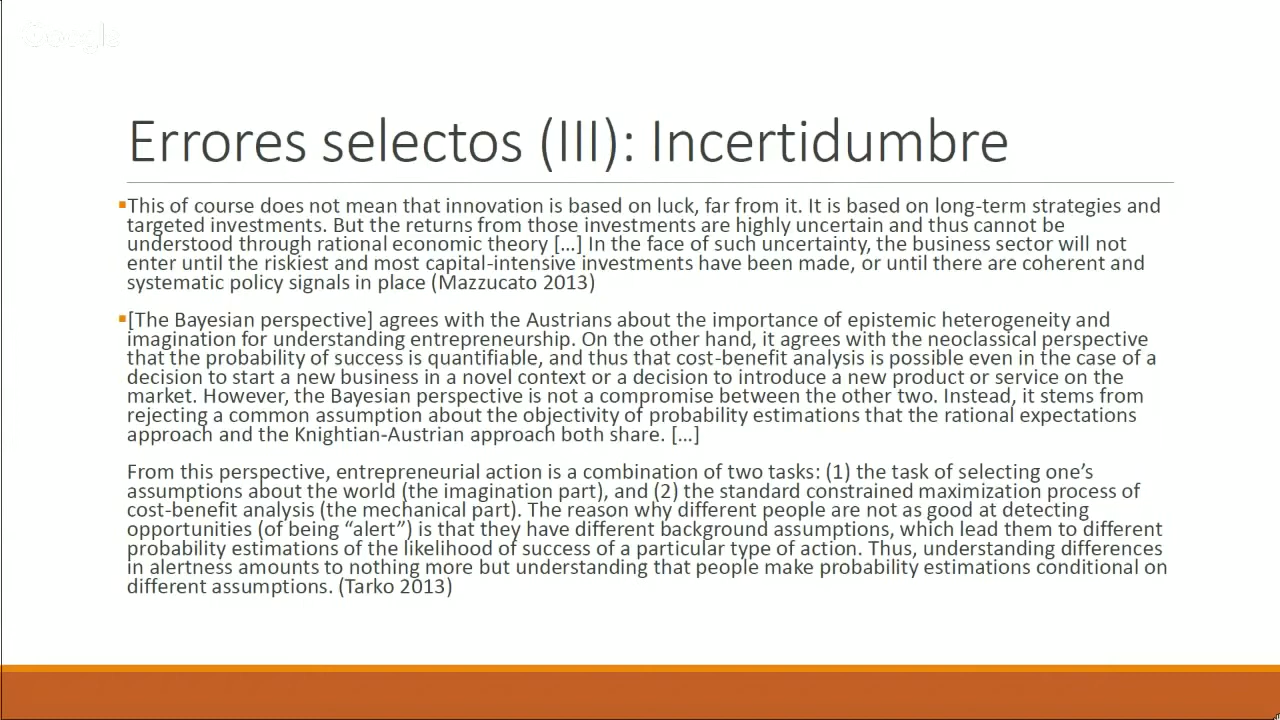 Google
Errores selectos (III): Incertidumbre
▪This of course does not mean that innovation is based on luck, far from it. It is based on long-term strategies and
targeted investments. But the returns from those investments are highly uncertain and thus cannot be
understood through rational economic theory […] In the face of such uncertainty, the business sector will not
enter until the riskiest and most capital-intensive investments have been made, or until there are coherent and
systematic policy signals in place (Mazzucato 2013)
▪[The Bayesian perspective] agrees with the Austrians about the importance of epistemic heterogeneity and
imagination for understanding entrepreneurship. On the other hand, it agrees with the neoclassical perspective
that the probability of success is quantifiable, and thus that cost-benefit analysis is possible even in the case of a
decision to start a new business in a novel context or a decision to introduce a new product or service on the
market. However, the Bayesian perspective is not a compromise between the other two. Instead, it stems from
rejecting a common assumption about the objectivity of probability estimations that the rational expectations
approach and the Knightian-Austrian approach both share. […]
From this perspective, entrepreneurial action is a combination of two tasks: (1) the task of selecting one’s
assumptions about the world (the imagination part), and (2) the standard constrained maximization process of
cost-benefit analysis (the mechanical part). The reason why different people are not as good at detecting
opportunities (of being “alert”) is that they have different background assumptions, which lead them to different
probability estimations of the likelihood of success of a particular type of action. Thus, understanding differences
in alertness amounts to nothing more but understanding that people make probability estimations conditional on
different assumptions. (Tarko 2013)